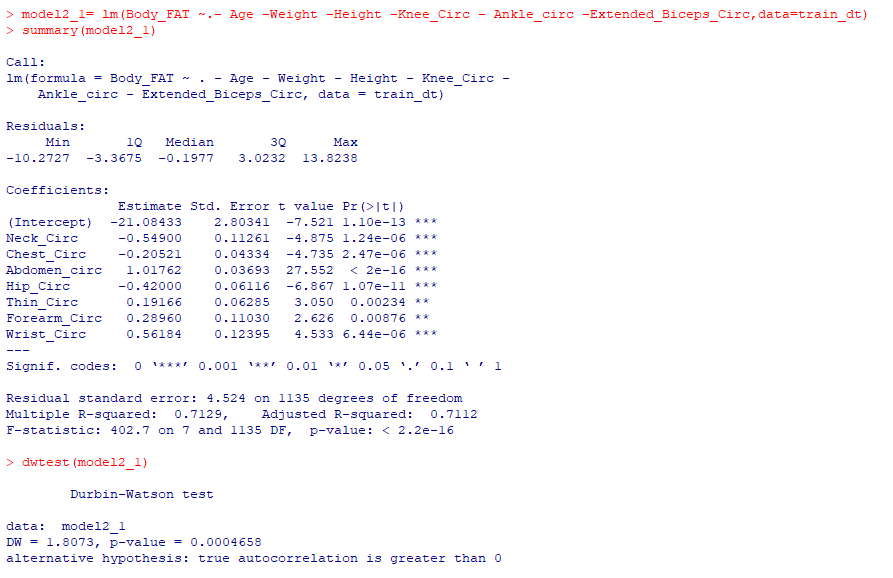 > model2_1= lm(Body_FAT ~.- Age -Weight -Height -Knee_Circ - Ankle_circ -Extended_Biceps_Circ,data=train_dt)
> summary(model2_1)
Call:
lm(formula = Body_FAT ~ . - Age - Weight - Height - Knee_Circ -
    Ankle_circ - Extended_Biceps_Circ, data = train_dt)
Residuals:
     Min       1Q   Median       3Q      Max
-10.2727  -3.3675  -0.1977   3.0232  13.8238
Coefficients:
              Estimate Std. Error t value Pr(>|t|)
(Intercept)  -21.08433    2.80341  -7.521 1.10e-13 ***
Neck_Circ     -0.54900    0.11261  -4.875 1.24e-06 ***
Chest_Circ    -0.20521    0.04334  -4.735 2.47e-06 ***
Abdomen_circ   1.01762    0.03693  27.552  < 2e-16 ***
Hip_Circ      -0.42000    0.06116  -6.867 1.07e-11 ***
Thin_Circ      0.19166    0.06285   3.050  0.00234 **
Forearm_Circ   0.28960    0.11030   2.626  0.00876 **
Wrist_Circ     0.56184    0.12395   4.533 6.44e-06 ***
---
Signif. codes:  0 ‘***’ 0.001 ‘**’ 0.01 ‘*’ 0.05 ‘.’ 0.1 ‘ ’ 1
Residual standard error: 4.524 on 1135 degrees of freedom
Multiple R-squared:  0.7129,    Adjusted R-squared:  0.7112
F-statistic: 402.7 on 7 and 1135 DF,  p-value: < 2.2e-16
> dwtest(model2_1)
        Durbin-Watson test
data:  model2_1
DW = 1.8073, p-value = 0.0004658
alternative hypothesis: true autocorrelation is greater than 0